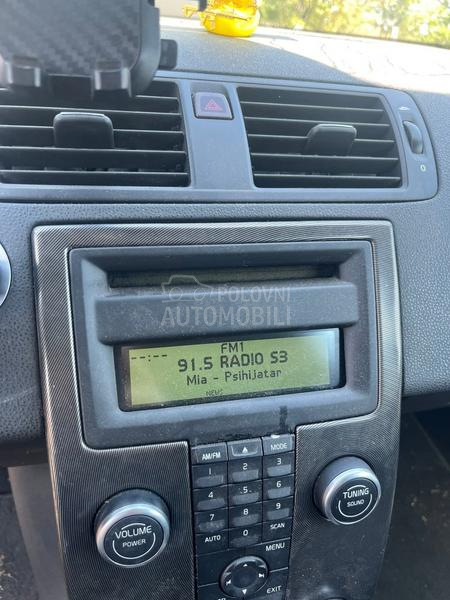 0
POLOVNI
AUTOMOBILI
FM1
--:-- 91.5 RADIO S3
Mia - Psihijatar
NEWS
AM/FM MODE
1 2 3
4 .5. 6
7 8 9
AUTO 0 SCAN
MENU
EXIT
VOLUME
POWER
TUNING
SOUND